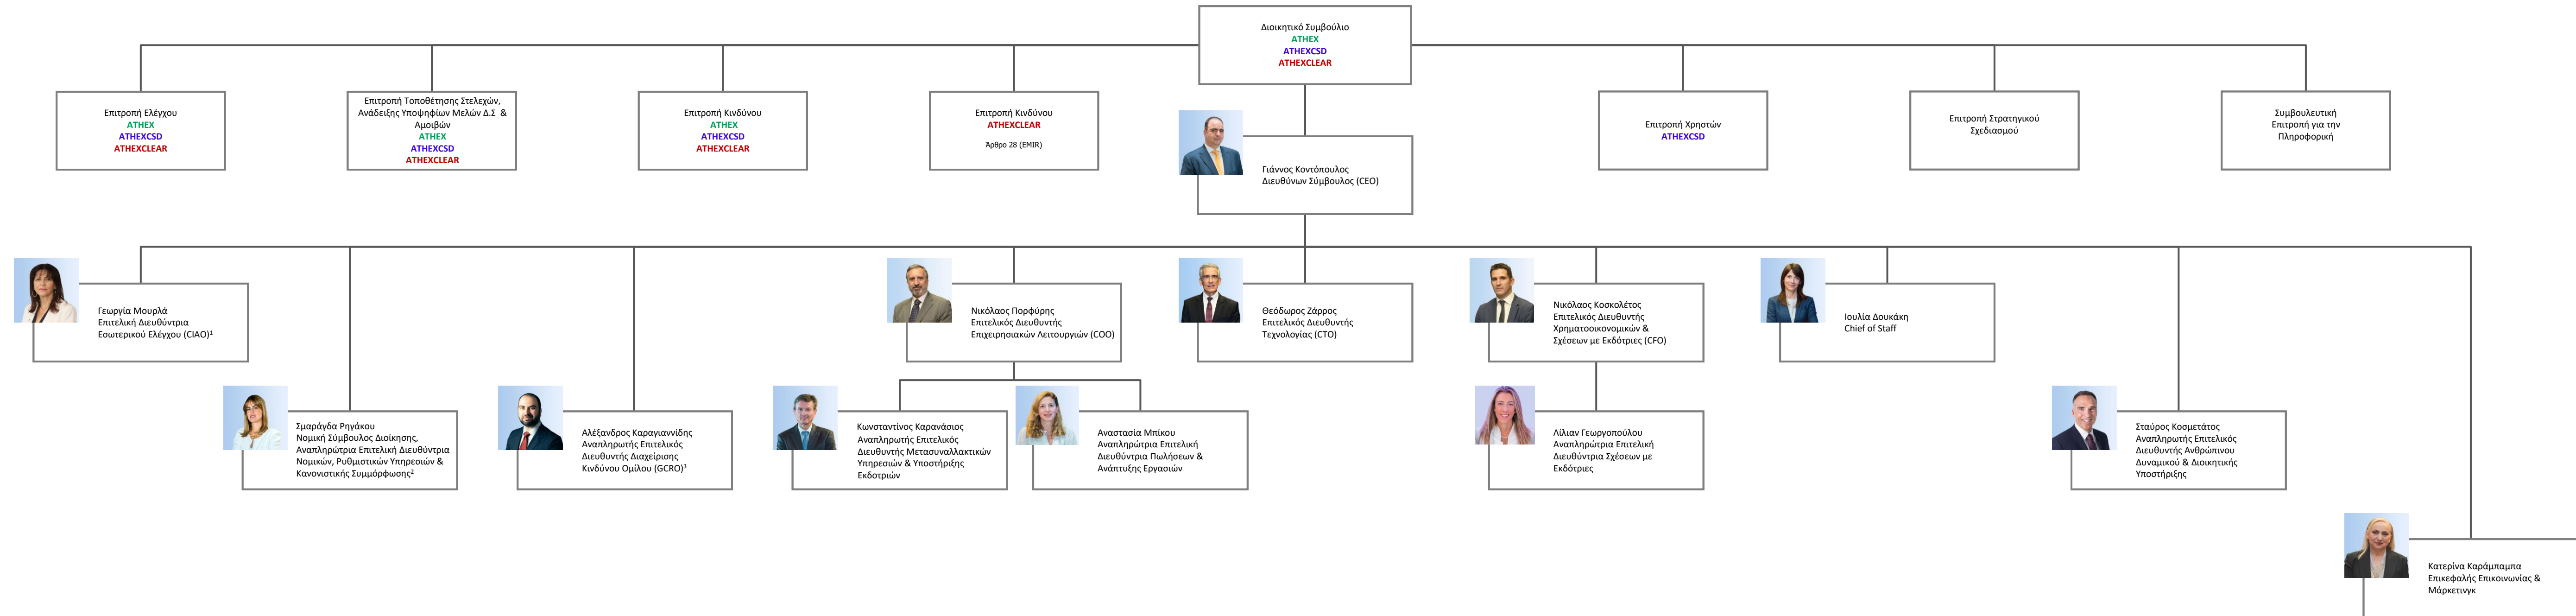 Διοικητικό Συμβούλιο
ATHEX
ATHEXCSD
ATHEXCLEAR
Επιτροπή Ελέγχου
ATHEX
ATHEXCSD
ATHEXCLEAR
Επιτροπή Τοποθέτησης Στελεχών,
Ανάδειξης Υποψηφίων Μελών Δ.Σ &
Αμοιβών
ATHEX
ATHEXCSD
ATHEXCLEAR
Επιτροπή Κινδύνου
ATHEX
ATHEXCSD
ATHEXCLEAR
Επιτροπή Κινδύνου
ATHEXCLEAR
Άρθρο 28 (EMIR)
Επιτροπή Χρηστών
ATHEXCSD
Επιτροπή Στρατηγικού
Σχεδιασμού
Συμβουλευτική
Επιτροπή για την
Πληροφορική
Γιάννος Κοντόπουλος
Διευθύνων Σύμβουλος (CEO)
Γεωργία Μουρλά
Επιτελική Διευθύντρια
Εσωτερικού Ελέγχου (CIAO)¹
Νικόλαος Πορφύρης
Επιτελικός Διευθυντής
Επιχειρησιακών Λειτουργιών (COO)
Θεόδωρος Ζάρρος
Επιτελικός Διευθυντής
Τεχνολογίας (CTO)
Νικόλαος Κοσκολέτος
Επιτελικός Διευθυντής
Χρηματοοικονομικών &
Σχέσεων με Εκδότριες (CFO)
Ιουλία Δουκάκη
Chief of Staff
Σμαράγδα Ρηγάκου
Νομική Σύμβουλος Διοίκησης,
Αναπληρώτρια Επιτελική Διευθύντρια
Νομικών, Ρυθμιστικών Υπηρεσιών &
Κανονιστικής Συμμόρφωσης²
Αλέξανδρος Καραγιαννίδης
Αναπληρωτής Επιτελικός
Διευθυντής Διαχείρισης
Κινδύνου Ομίλου (GCRO)³
Κωνσταντίνος Καρανάσιος
Αναπληρωτής Επιτελικός
Διευθυντής Μετασυναλλακτικών
Υπηρεσιών & Υποστήριξης
Εκδοτριών
Αναστασία Μπίκου
Αναπληρώτρια Επιτελική
Διευθύντρια Πωλήσεων &
Ανάπτυξης Εργασιών
Λίλιαν Γεωργοπούλου
Αναπληρώτρια Επιτελική
Διευθύντρια Σχέσεων με
Εκδότριες
Σταύρος Κοσμετάτος
Αναπληρωτής Επιτελικός
Διευθυντής Ανθρώπινου
Δυναμικού & Διοικητικής
Υποστήριξης
Κατερίνα Καράμπαμπα
Επικεφαλής Επικοινωνίας &
Μάρκετινγκ